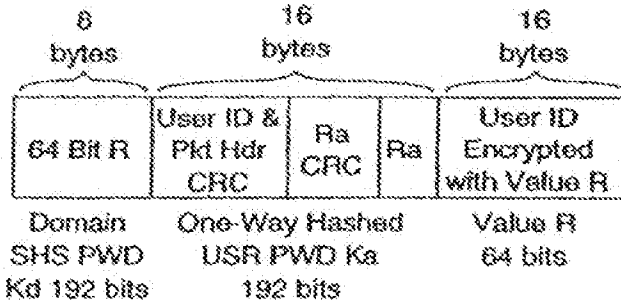 8 bytes
16 bytes
16 bytes
64 Bit R
User ID &
Pkt Hdr
CRC
Ra
CRC
Ra
User ID
Encrypted
with Value R
Domain
SHS PWD
Kd 192 bits
One-Way Hashed
USR PWD Ka
192 bits
Value R
64 bits